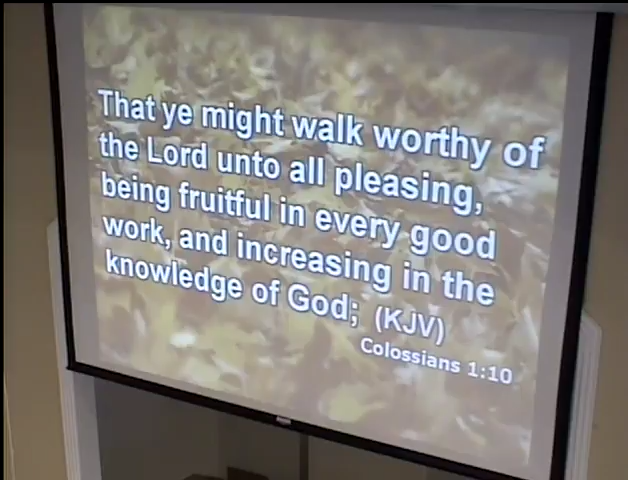 That ye might walk worthy of
the Lord unto all pleasing,
being fruitful in every good
work, and increasing in the
knowledge of God; (KJV)
Colossians 1:10